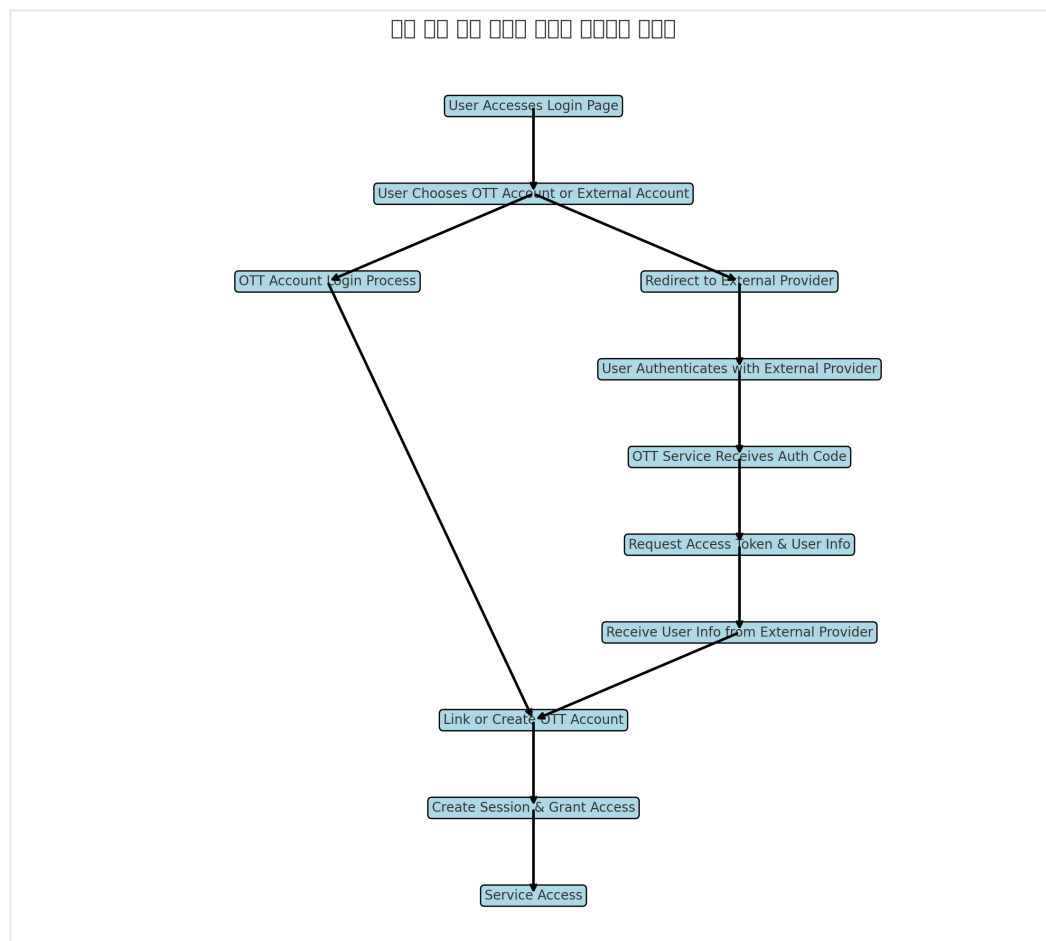 User Accesses Login Page
User Chooses OTT Account or External Account
OTT Account Login Process
Redirect to External Provider
User Authenticates with External Provider
OTT Service Receives Auth Code
Request Access Token & User Info
Receive User Info from External Provider
Link or Create OTT Account
Create Session & Grant Access
Service Access